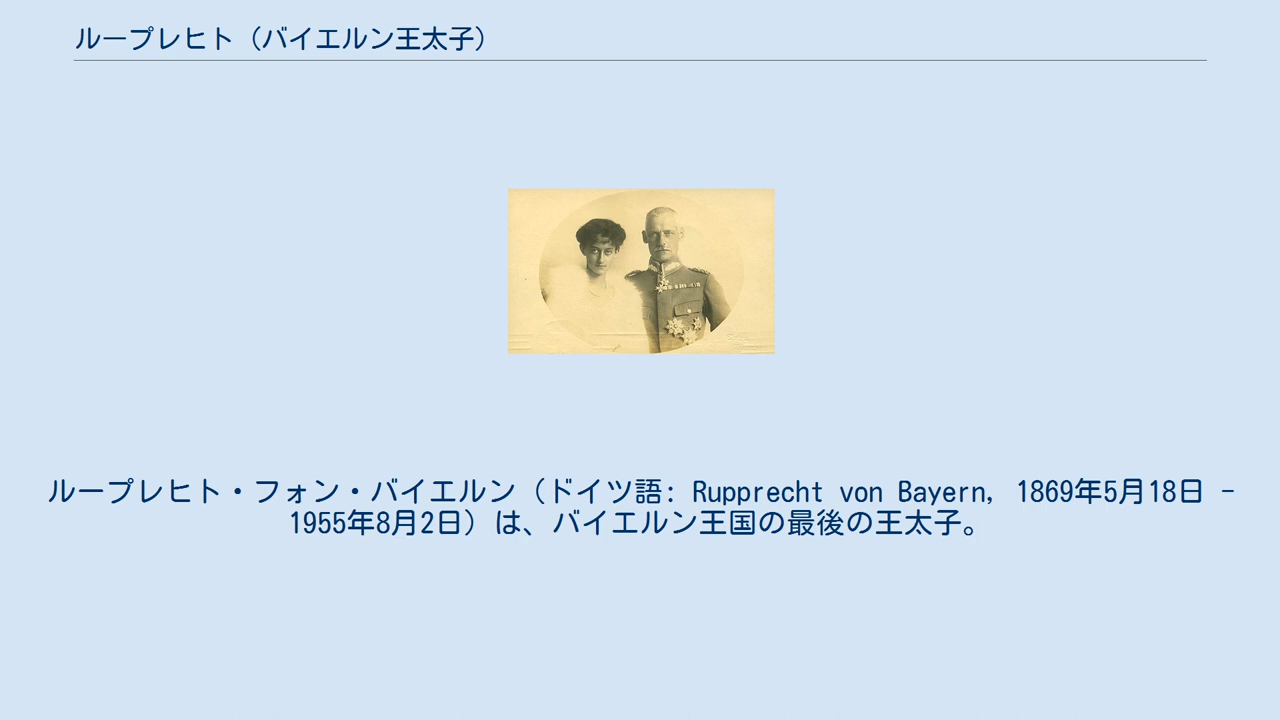 ループレヒト（バイエルン王太子）
ループレヒト・フォン・バイエルン（ドイツ語: Rupprecht von Bayern, 1869年5月18日 -
1955年8月2日）は、バイエルン王国の最後の王太子。